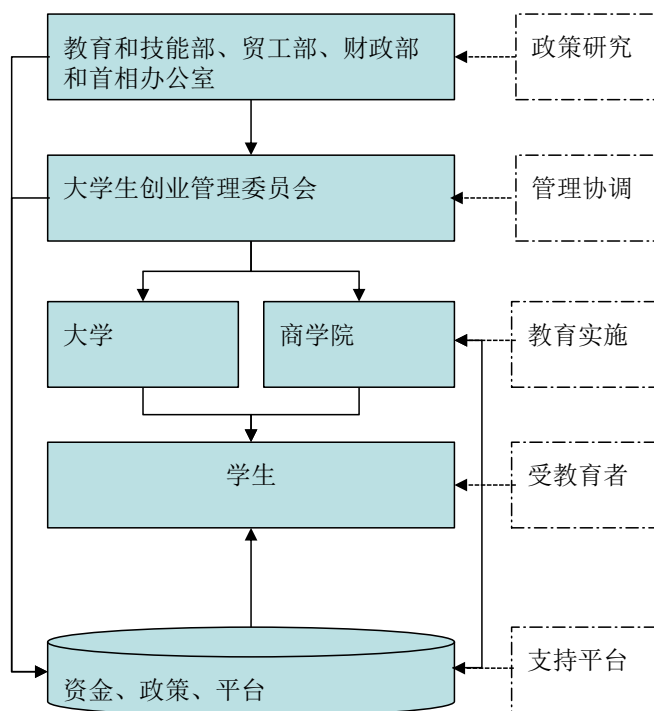 教育和技能部、贸工部、财政部
和首相办公室
政策研究
大学生创业管理委员会
管理协调
大学
商学院
教育实施
学生
受教育者
资金、政策、平台
支持平台